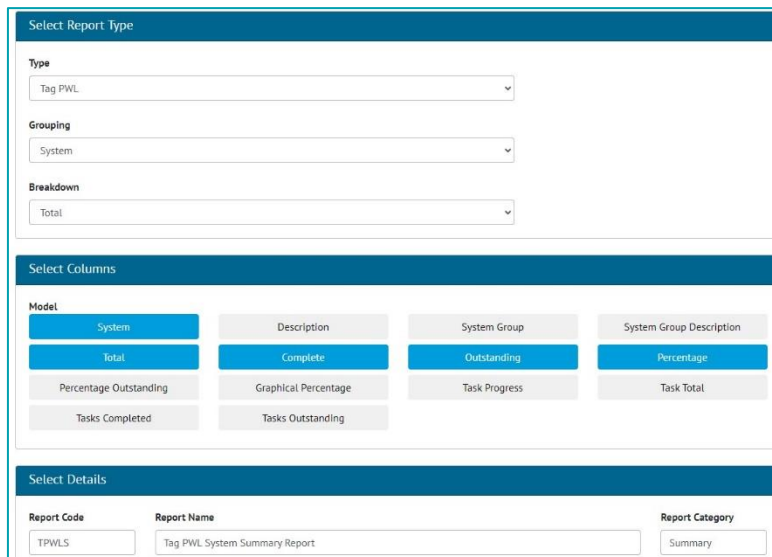 Select Report Type
Type
Tag PWL
Grouping
System
Breakdown
Total
Select Columns
Model
System Description System Group System Group Description
Total Complete Outstanding Percentage
Percentage Outstanding Graphical Percentage Task Progress Task Total
Tasks Completed Tasks Outstanding
Select Details
Report Code Report Name Report Category
TPWLS Tag PWL System Summary Report Summary